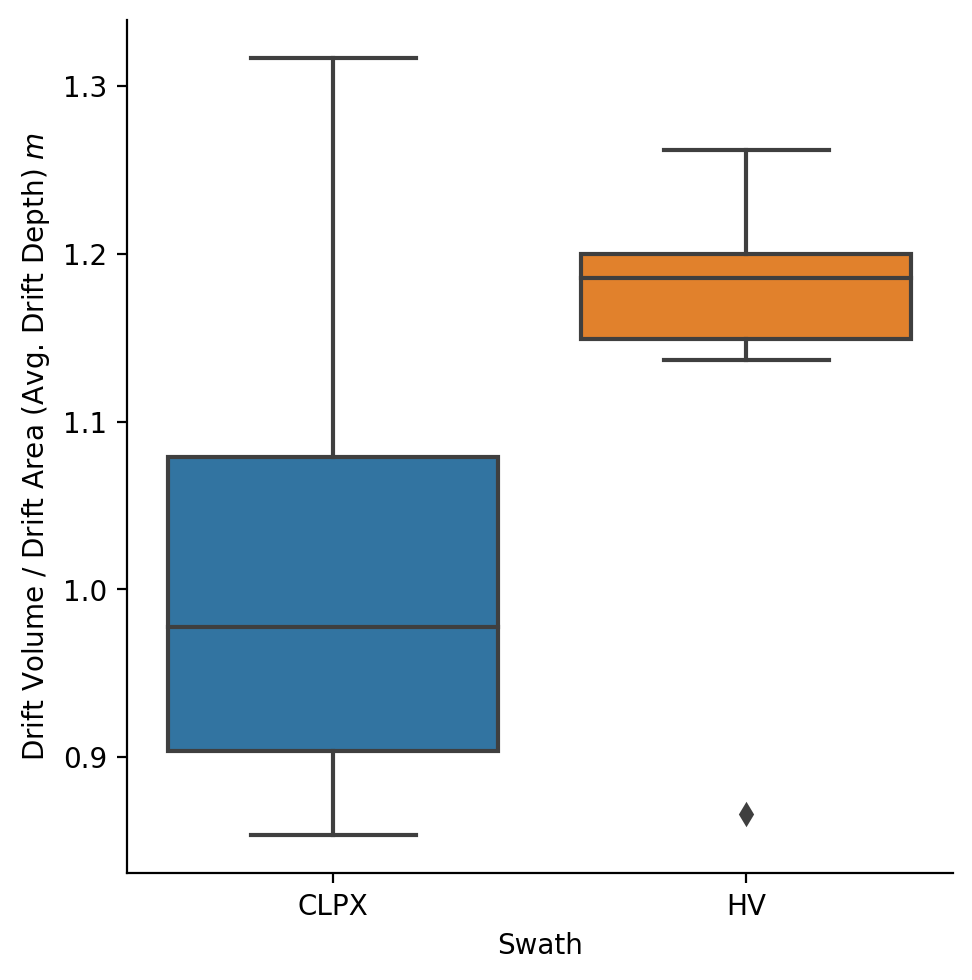 Drift Volume / Drift Area (Avg. Drift Depth) m
1.3
1.2
1.1
1.0
0.9
CLPX
HV
Swath